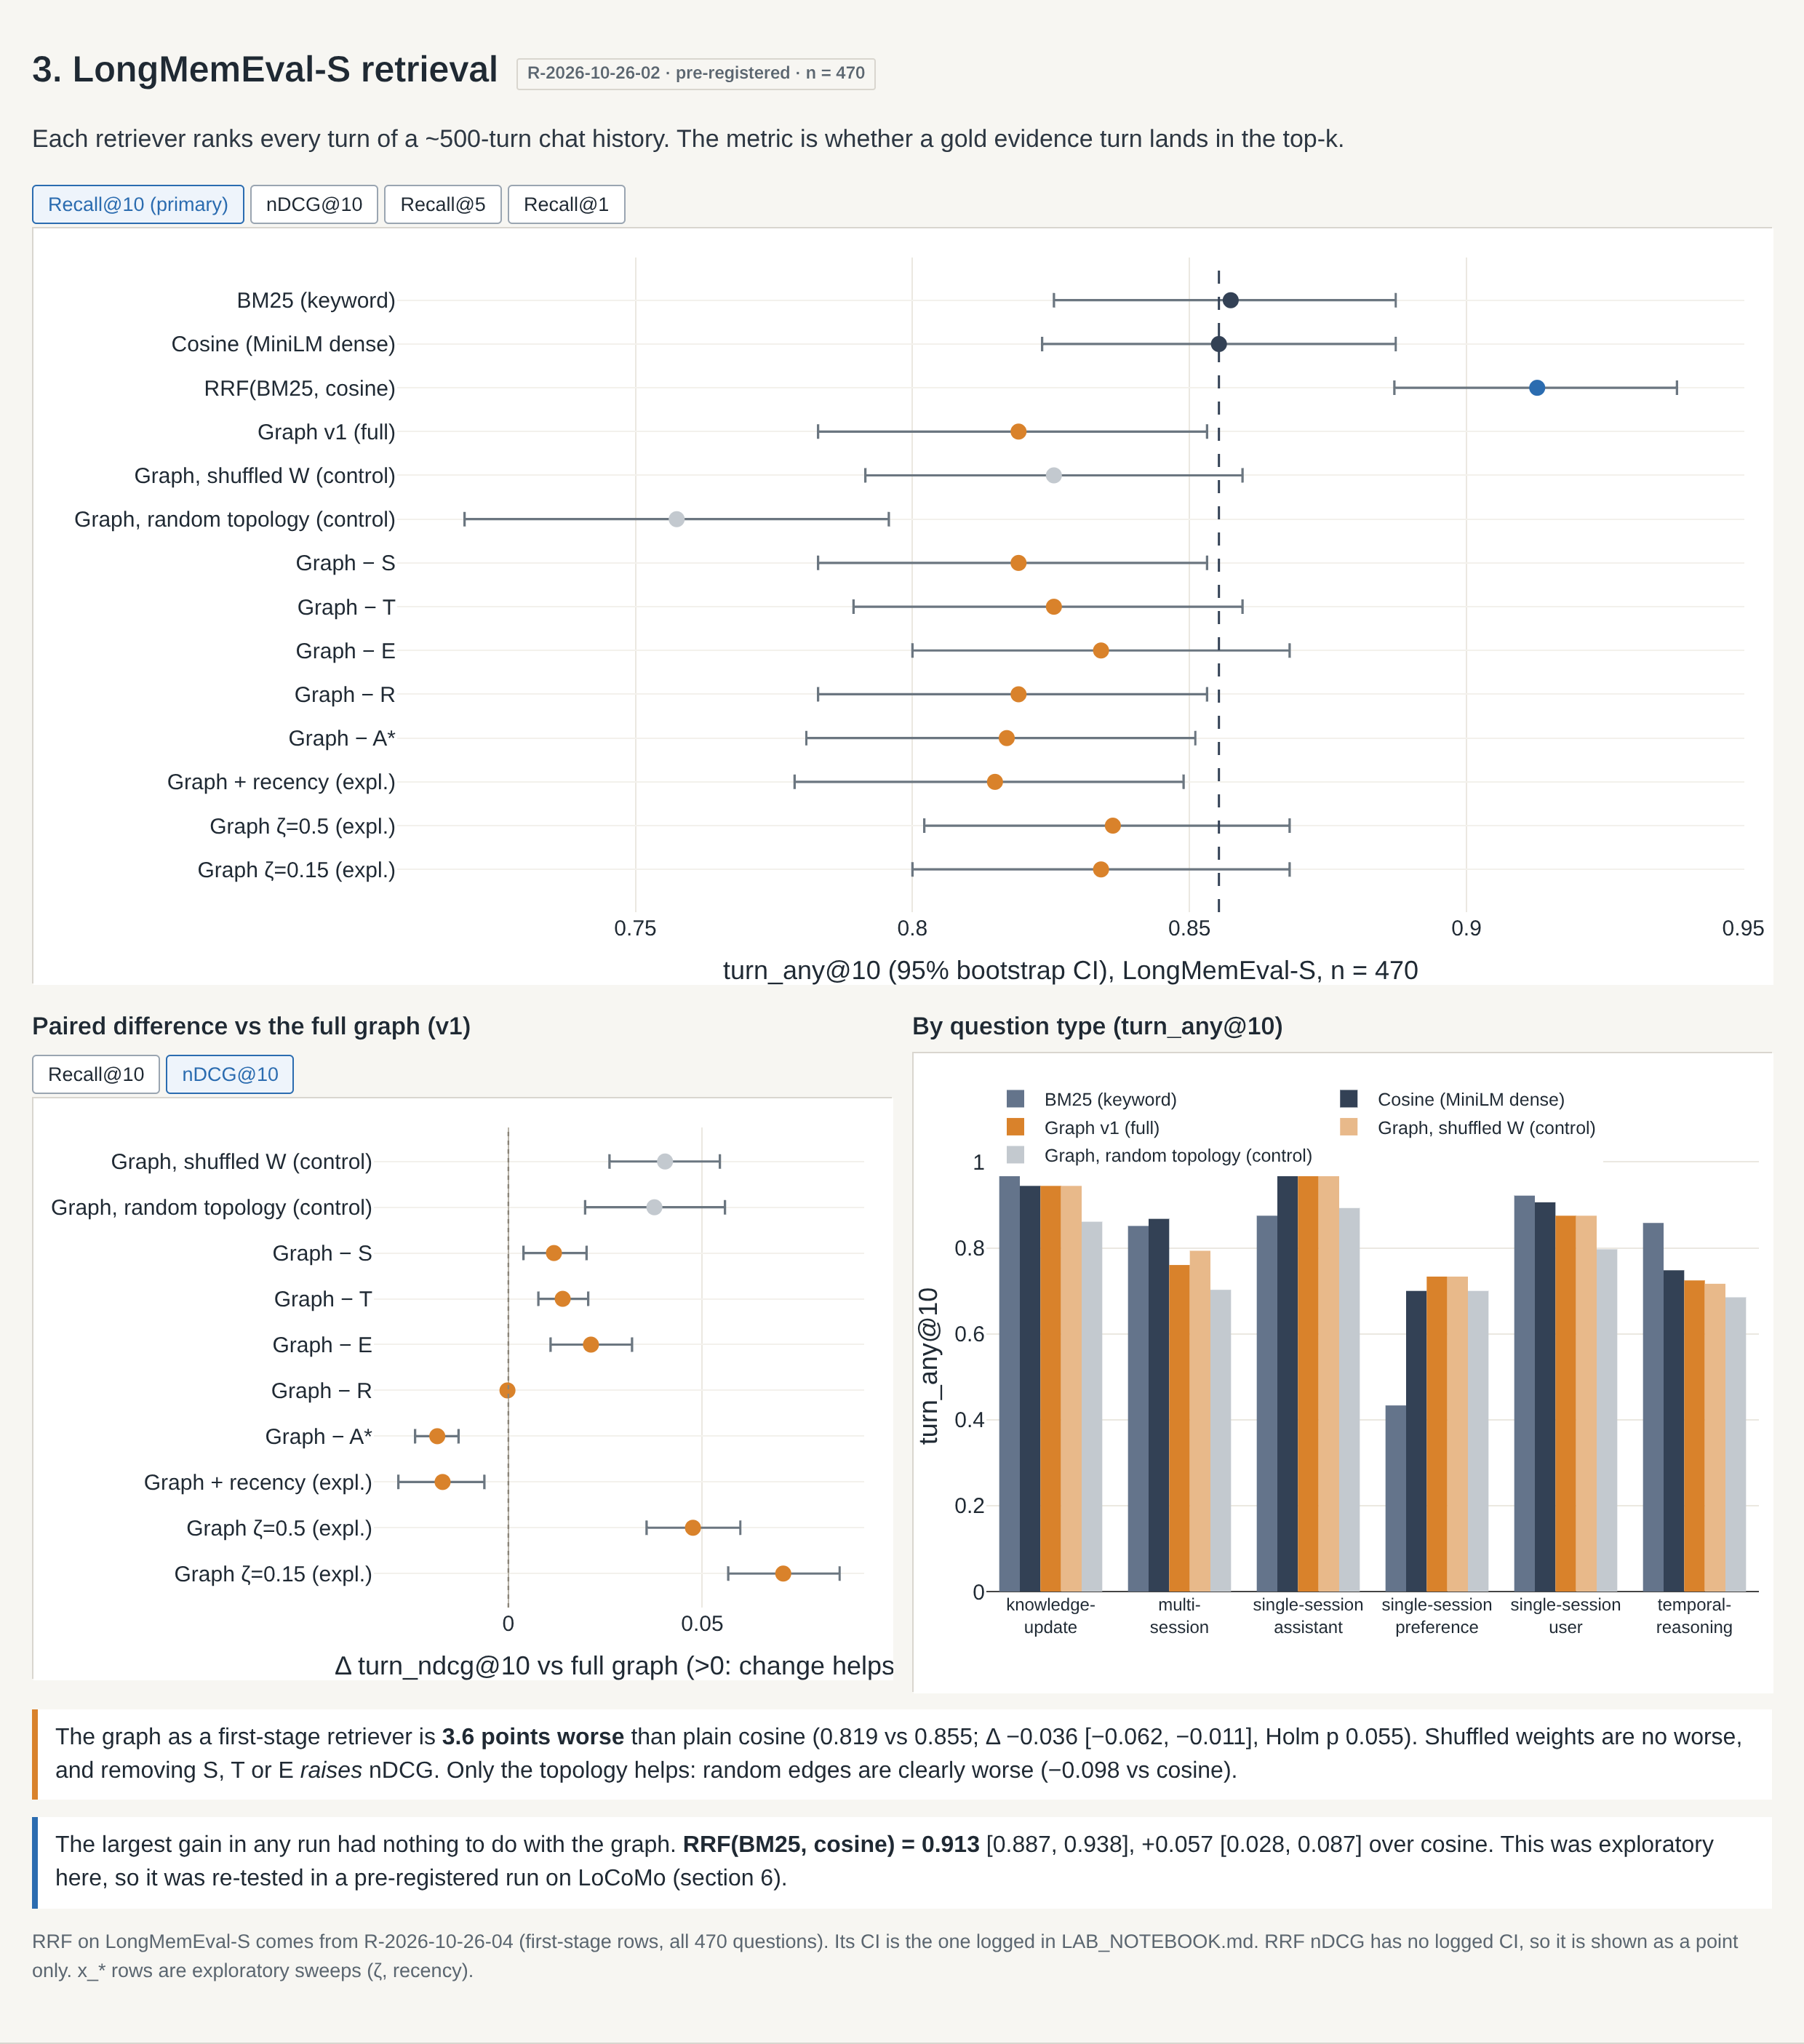 3. LongMemEval-S retrieval
R-2026-10-26-02 · pre-registered · n = 470
Each retriever ranks every turn of a ~500-turn chat history. The metric is whether a gold evidence turn lands in the top-k.
Recall@10 (primary)
nDCG@10
Recall@5
Recall@1
BM25 (keyword)
Cosine (MiniLM dense)
RRF(BM25, cosine)
Graph v1 (full)
Graph, shuffled W (control)
Graph, random topology (control)
Graph − S
Graph − T
Graph − E
Graph − R
Graph − A*
Graph + recency (expl.)
Graph ζ=0.5 (expl.)
Graph ζ=0.15 (expl.)
0.75
0.8
0.85
0.9
0.95
turn_any@10 (95% bootstrap CI), LongMemEval-S, n = 470
Paired difference vs the full graph (v1)
Recall@10
nDCG@10
Graph, shuffled W (control)
Graph, random topology (control)
Graph − S
Graph − T
Graph − E
Graph − R
Graph − A*
Graph + recency (expl.)
Graph ζ=0.5 (expl.)
Graph ζ=0.15 (expl.)
0
0.05
Δ turn_ndcg@10 vs full graph (>0: change helps
By question type (turn_any@10)
BM25 (keyword)
Cosine (MiniLM dense)
Graph v1 (full)
Graph, shuffled W (control)
Graph, random topology (control)
1
0.8
0.6
0.4
0.2
0
turn_any@10
knowledge-
update
multi-
session
single-session
assistant
single-session
preference
single-session
user
temporal-
reasoning
The graph as a first-stage retriever is 3.6 points worse than plain cosine (0.819 vs 0.855; Δ −0.036 [−0.062, −0.011], Holm p 0.055). Shuffled weights are no worse,
and removing S, T or E raises nDCG. Only the topology helps: random edges are clearly worse (−0.098 vs cosine).
The largest gain in any run had nothing to do with the graph. RRF(BM25, cosine) = 0.913 [0.887, 0.938], +0.057 [0.028, 0.087] over cosine. This was exploratory
here, so it was re-tested in a pre-registered run on LoCoMo (section 6).
RRF on LongMemEval-S comes from R-2026-10-26-04 (first-stage rows, all 470 questions). Its CI is the one logged in LAB_NOTEBOOK.md. RRF nDCG has no logged CI, so it is shown as a point
only. x_* rows are exploratory sweeps (ζ, recency).